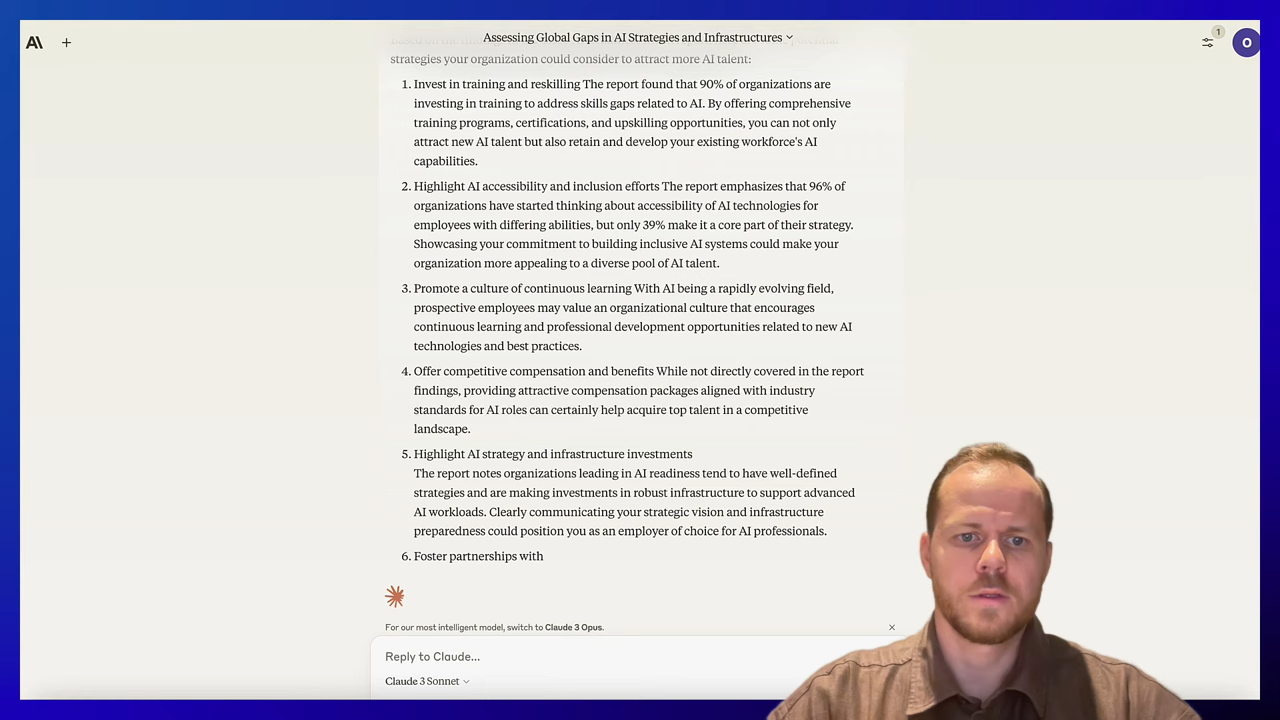 A\
+
Assessing Global Gaps in AI Strategies and Infrastructures
1
O
strategies your organization could consider to attract more AI talent:
1. Invest in training and reskilling The report found that 90% of organizations are
investing in training to address skills gaps related to AI. By offering comprehensive
training programs, certifications, and upskilling opportunities, you can not only
attract new AI talent but also retain and develop your existing workforce's AI
capabilities.
2. Highlight AI accessibility and inclusion efforts The report emphasizes that 96% of
organizations have started thinking about accessibility of AI technologies for
employees with differing abilities, but only 39% make it a core part of their strategy.
Showcasing your commitment to building inclusive AI systems could make your
organization more appealing to a diverse pool of AI talent.
3. Promote a culture of continuous learning With AI being a rapidly evolving field,
prospective employees may value an organizational culture that encourages
continuous learning and professional development opportunities related to new AI
technologies and best practices.
4. Offer competitive compensation and benefits While not directly covered in the report
findings, providing attractive compensation packages aligned with industry
standards for AI roles can certainly help acquire top talent in a competitive
landscape.
5. Highlight AI strategy and infrastructure investments
The report notes organizations leading in AI readiness tend to have well-defined
strategies and are making investments in robust infrastructure to support advanced
AI workloads. Clearly communicating your strategic vision and infrastructure
preparedness could position you as an employer of choice for AI professionals.
6. Foster partnerships with
For our most intelligent model, switch to Claude 3 Opus.
Reply to Claude...
Claude 3 Sonnet